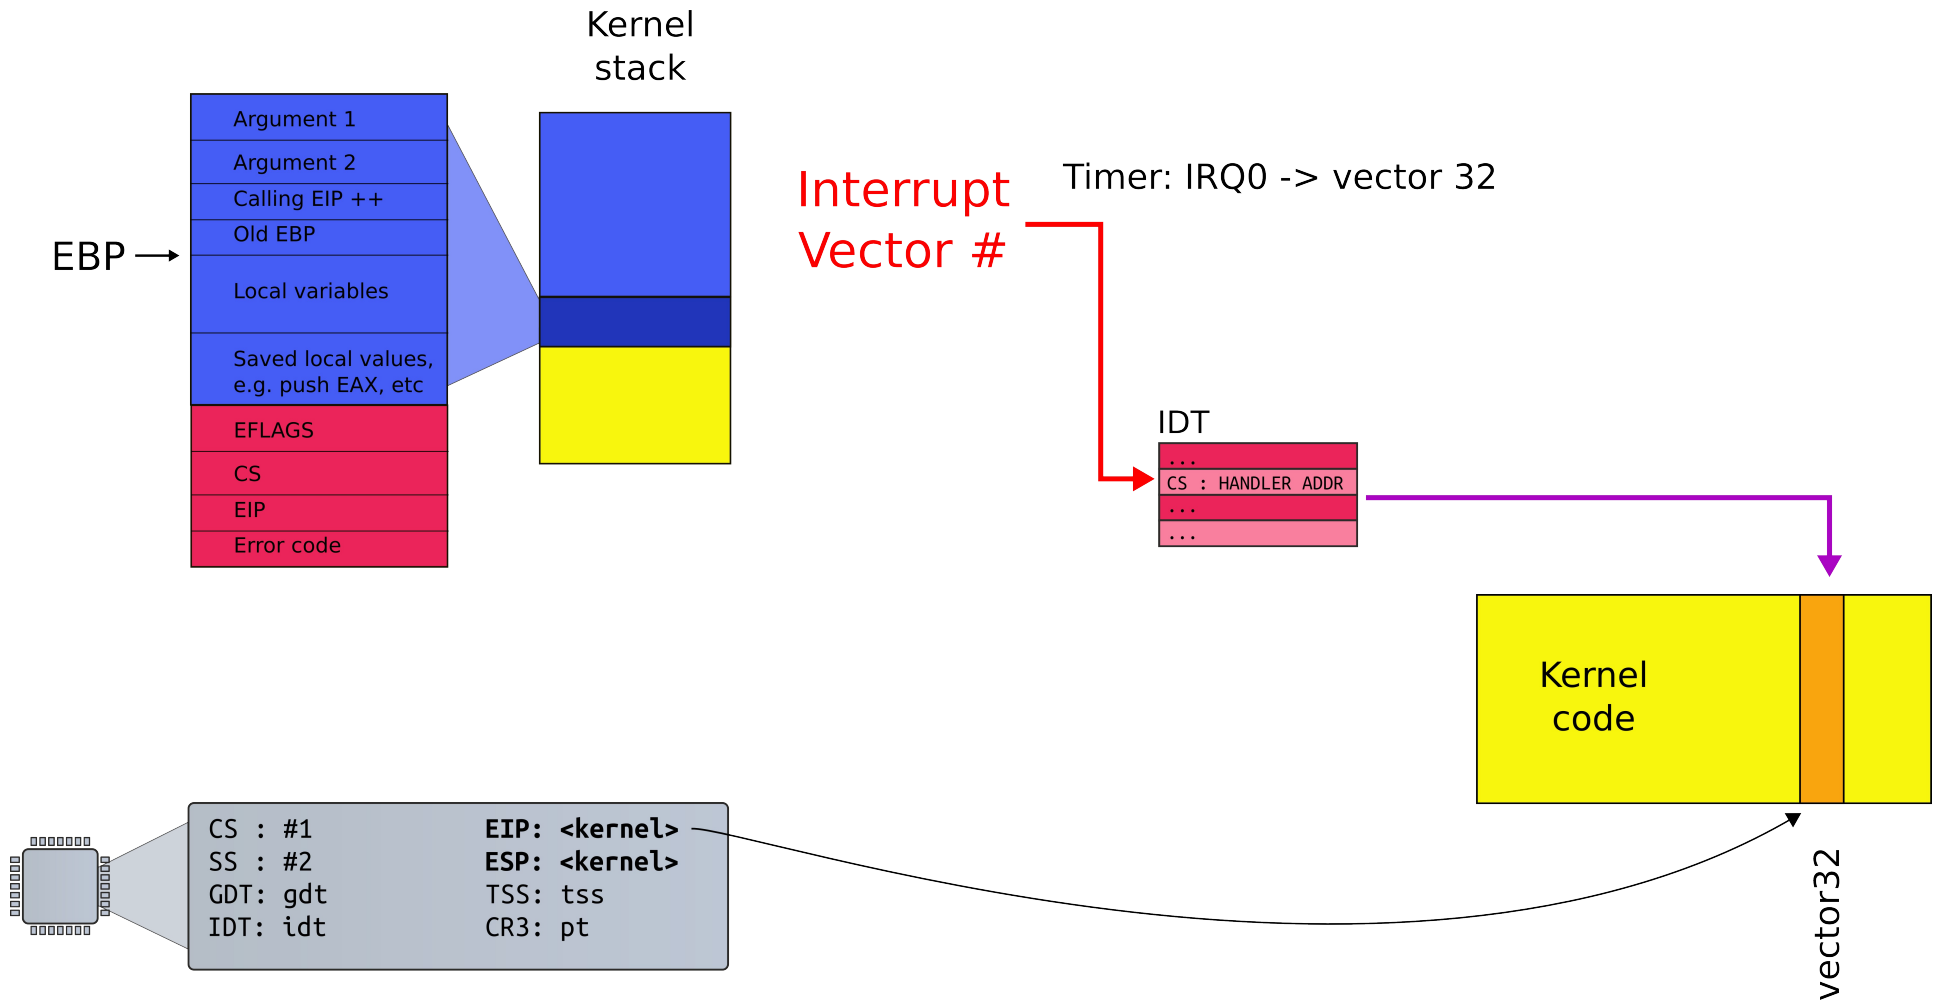 Kernel
stack
Argument 1
Argument 2
Calling EIP ++
Old EBP
EBP
Local variables
Saved local values,
e.g. push EAX, etc
EFLAGS
CS
EIP
Error code
Interrupt
Vector #
Timer: IRQ0 -> vector 32
IDT
...
CS : HANDLER ADDR
...
...
Kernel
code
vector32
CS : #1 EIP: <kernel>
SS : #2 ESP: <kernel>
GDT: gdt TSS: tss
IDT: idt CR3: pt